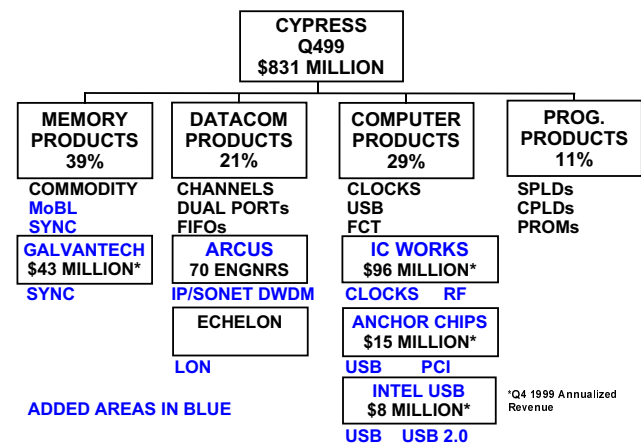 CYPRESS
Q499
$831 MILLION
MEMORY
PRODUCTS
39%
COMMODITY
MoBL
SYNC
GALVANTECH
$43 MILLION*
SYNC
DATACOM
PRODUCTS
21%
CHANNELS
DUAL PORTs
FIFOs
ARCUS
70 ENGNRS
IP/SONET DWDM
ECHELON
LON
COMPUTER
PRODUCTS
29%
CLOCKS
USB
FCT
IC WORKS
$96 MILLION*
CLOCKS RF
ANCHOR CHIPS
$15 MILLION*
USB PCI
INTEL USB
$8 MILLION*
USB USB 2.0
PROG.
PRODUCTS
11%
SPLDs
CPLDs
PROMs
*Q4 1999 Annualized
Revenue
ADDED AREAS IN BLUE